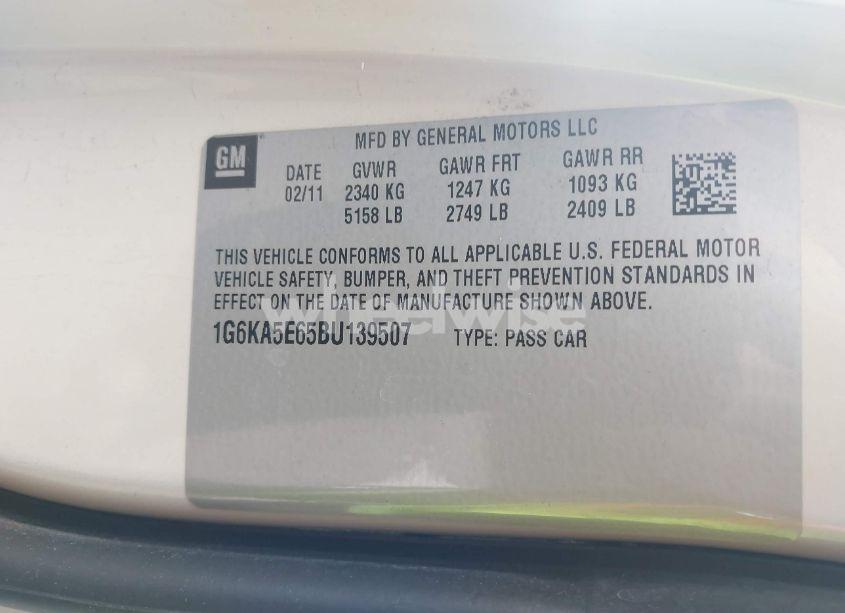 GM
MFD BY GENERAL MOTORS LLC
DATE GVWR GAWR FRT GAWR RR
02/11 2340 KG 1247 KG 1093 KG
5158 LB 2749 LB 2409 LB
THIS VEHICLE CONFORMS TO ALL APPLICABLE U.S. FEDERAL MOTOR
VEHICLE SAFETY, BUMPER, AND THEFT PREVENTION STANDARDS IN
EFFECT ON THE DATE OF MANUFACTURE SHOWN ABOVE.
wheelwise
1G6KA5E65BU139507 TYPE: PASS CAR